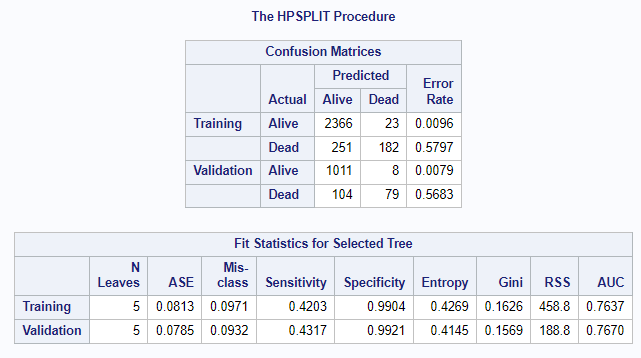 The HPSPLIT Procedure
Confusion Matrices
Predicted Error
Actual Alive Dead Rate
Training Alive 2366 23 0.0096
Dead 251 182 0.5797
Validation Alive 1011 8 0.0079
Dead 104 79 0.5683
Fit Statistics for Selected Tree
N Mis-
Leaves ASE class Sensitivity Specificity Entropy Gini RSS AUC
Training 5 0.0813 0.0971 0.4203 0.9904 0.4269 0.1626 458.8 0.7637
Validation 5 0.0785 0.0932 0.4317 0.9921 0.4145 0.1569 188.8 0.7670